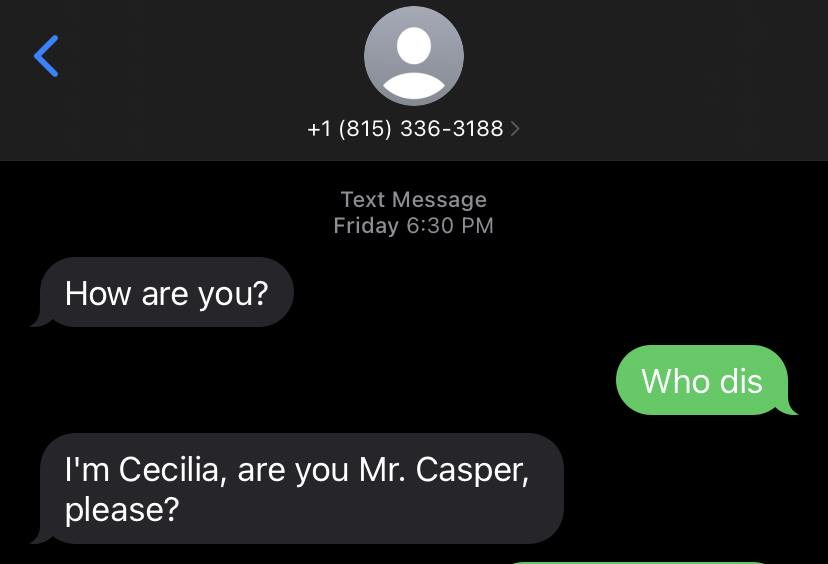 +1 (815) 336-3188
Text Message
Friday 6:30 PM
How are you?
Who dis
I'm Cecilia, are you Mr. Casper,
please?